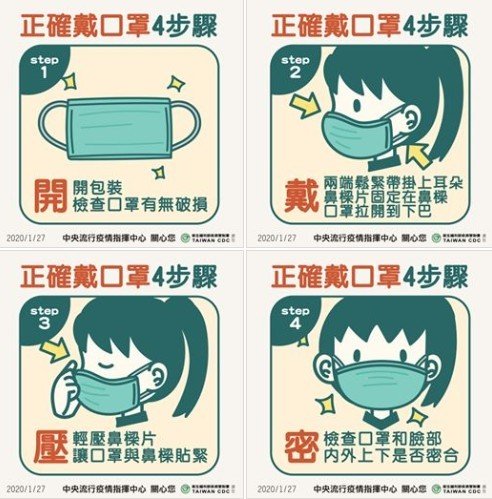 正確戴口罩4步驟
step
1
開
開包裝
檢查口罩有無破損
2020/1/27
中央流行疫情指揮中心 關心您
TAIWAN CDC
正確戴口罩4步驟
step
2
戴
兩端鬆緊帶掛上耳朵
鼻樑片固定在鼻樑
口罩拉開到下巴
2020/1/27
中央流行疫情指揮中心 關心您
TAIWAN CDC
正確戴口罩4步驟
step
3
壓
輕壓鼻樑片
讓口罩與鼻樑貼緊
2020/1/27
中央流行疫情指揮中心 關心您
TAIWAN CDC
正確戴口罩4步驟
step
4
密
檢查口罩和臉部
內外上下是否密合
2020/1/27
中央流行疫情指揮中心 關心您
TAIWAN CDC